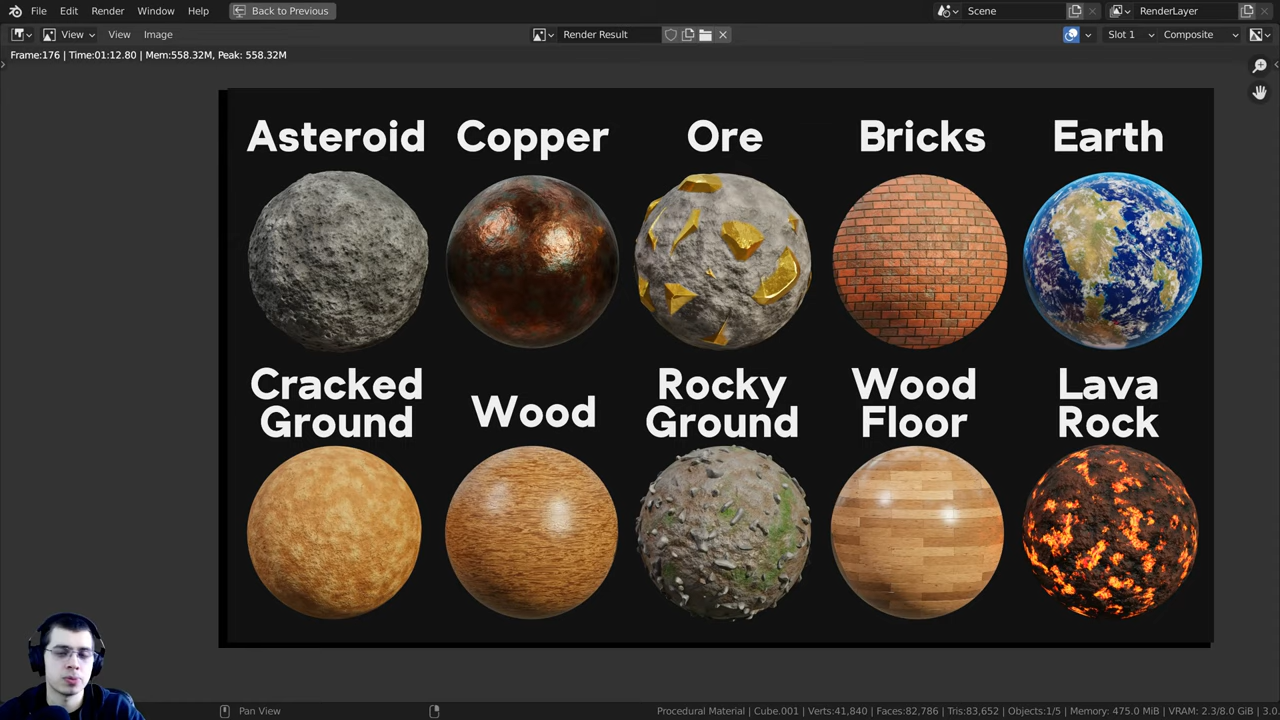 File Edit Render Window Help Back to Previous Scene RenderLayer
View View Image Render Result Slot 1 Composite
Frame:176 | Time:01:12.80 | Mem:558.32M, Peak: 558.32M
Asteroid Copper Ore Bricks Earth
Cracked
Ground
Wood
Rocky
Ground
Wood
Floor
Lava
Rock
Pan View Procedural Material | Cube.001 | Verts:41,840 | Faces:82,786 | Tris:83,652 | Objects:1/5 | Memory: 475.0 MiB | VRAM: 2.3/8.0 GiB | 3.0